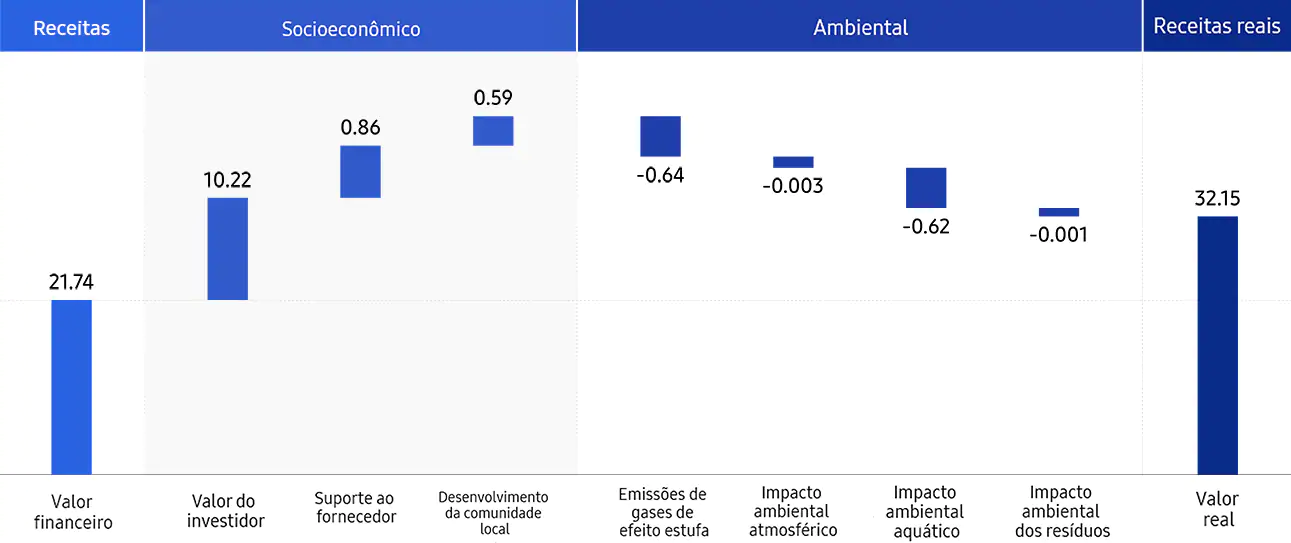 Receitas
Socioeconômico
Ambiental
Receitas reais
21.74
10.22
0.86
0.59
-0.64
-0.003
-0.62
-0.001
32.15
Valor
financeiro
Valor do
investidor
Suporte ao
fornecedor
Desenvolvimento
da comunidade
local
Emissões de
gases de
efeito estufa
Impacto
ambiental
atmosférico
Impacto
ambiental
aquático
Impacto
ambiental
dos resíduos
Valor
real